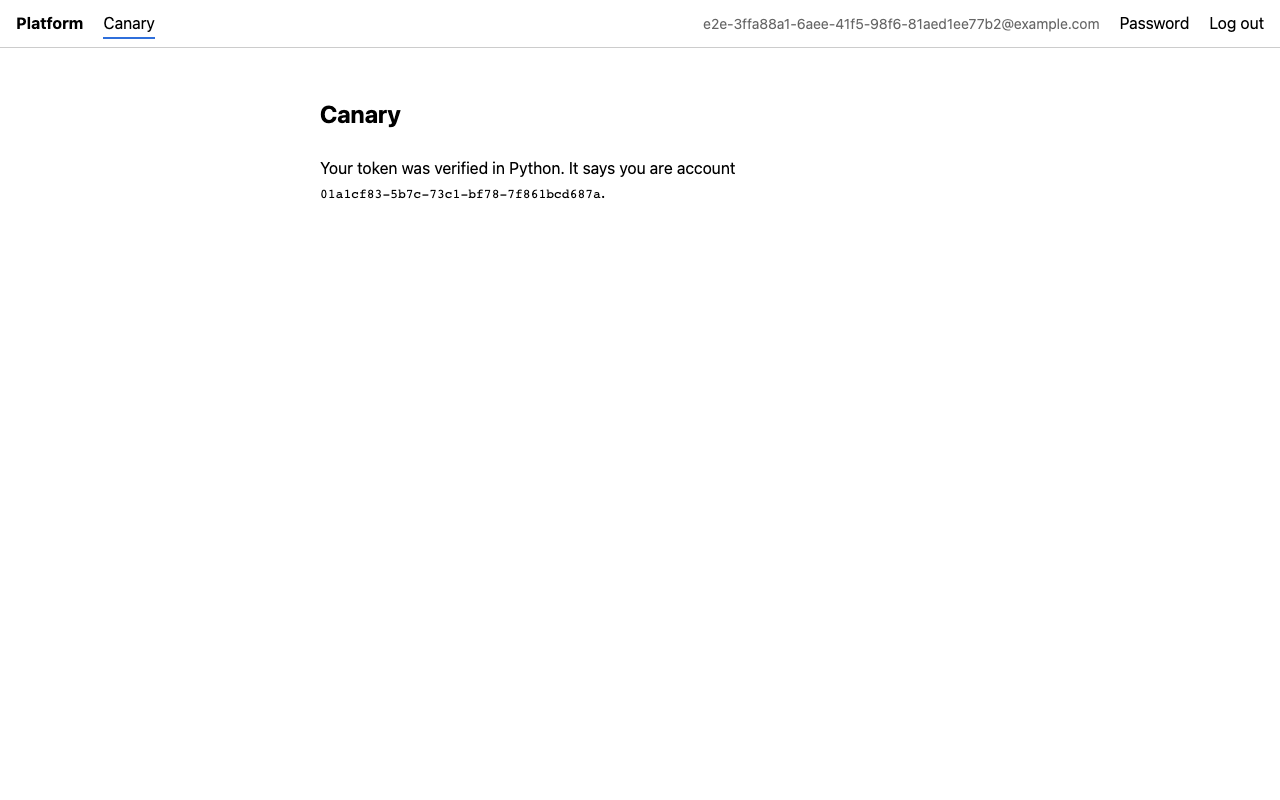 Platform Canary e2e-3ffa88a1-6aee-41f5-98f6-81aed1ee77b2@example.com Password Log out
Canary
Your token was verified in Python. It says you are account
01a1cf83-5b7c-73c1-bf78-7f861bcd687a.